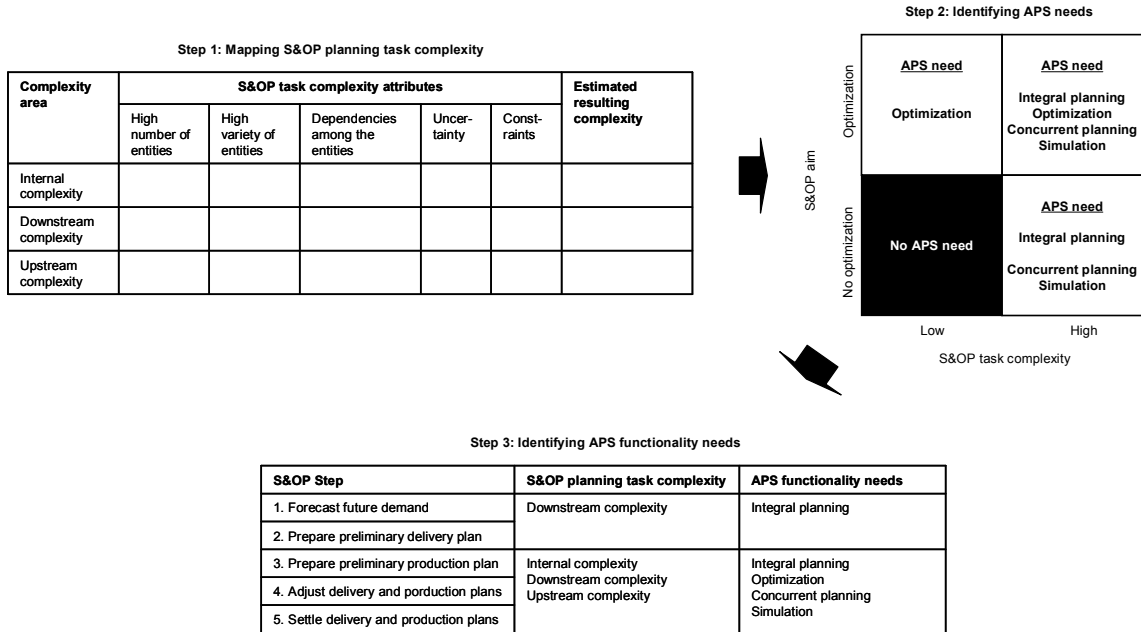 Step 2: Identifying APS needs
Step 1: Mapping S&OP planning task complexity
Complexity area
S&OP task complexity attributes
Estimated resulting complexity
High number of entities
High variety of entities
Dependencies among the entities
Uncer-tainty
Const-raints
Internal complexity
Downstream complexity
Upstream complexity
S&OP aim
Optimization
No optimization
APS need
Optimization
APS need
Integral planning
Optimization
Concurrent planning
Simulation
No APS need
APS need
Integral planning
Concurrent planning
Simulation
Low
High
S&OP task complexity
Step 3: Identifying APS functionality needs
S&OP Step
S&OP planning task complexity
APS functionality needs
1. Forecast future demand
Downstream complexity
Integral planning
2. Prepare preliminary delivery plan
3. Prepare preliminary production plan
Internal complexity
Integral planning
4. Adjust delivery and porduction plans
Downstream complexity
Optimization
Upstream complexity
Concurrent planning
5. Settle delivery and production plans
Simulation